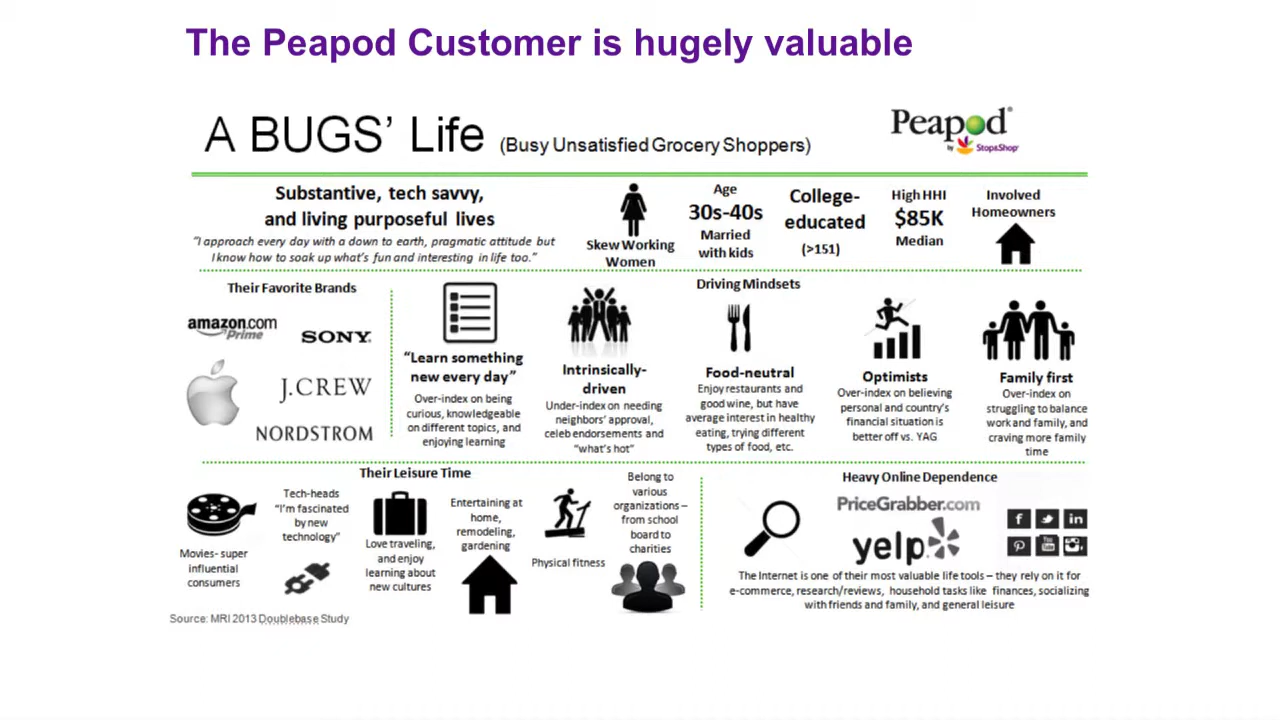 The Peapod Customer is hugely valuable
A BUGS' Life (Busy Unsatisfied Grocery Shoppers)
Peapod®
by Stop&Shop®
Substantive, tech savvy,
and living purposeful lives
"I approach every day with a down to earth, pragmatic attitude but
I know how to soak up what's fun and interesting in life too."
Skew Working
Women
Age
30s-40s
Married
with kids
College-
educated
(>151)
High HHI
$85K
Median
Involved
Homeowners
Their Favorite Brands
amazon.com
Prime
SONY.
J.CREW
NORDSTROM
Driving Mindsets
"Learn something
new every day"
Over-index on being
curious, knowledgeable
on different topics, and
enjoying learning
Intrinsically-
driven
Under-index on needing
neighbors' approval,
celeb endorsements and
"what's hot"
Food-neutral
Enjoy restaurants and
good wine, but have
average interest in healthy
eating, trying different
types of food, etc.
Optimists
Over-index on believing
personal and country's
financial situation is
better off vs. YAG
Family first
Over-index on
struggling to balance
work and family, and
craving more family
time
Their Leisure Time
Movies- super
influential
consumers
Tech-heads
"I'm fascinated
by new
technology"
Love traveling,
and enjoy
learning about
new cultures
Entertaining at
home,
remodeling,
gardening
Physical fitness
Belong to
various
organizations –
from school
board to
charities
Heavy Online Dependence
PriceGrabber.com
yelp
f
in
You
Tube
The Internet is one of their most valuable life tools – they rely on it for
e-commerce, research/reviews, household tasks like finances, socializing
with friends and family, and general leisure
Source: MRI 2013 Doublebase Study